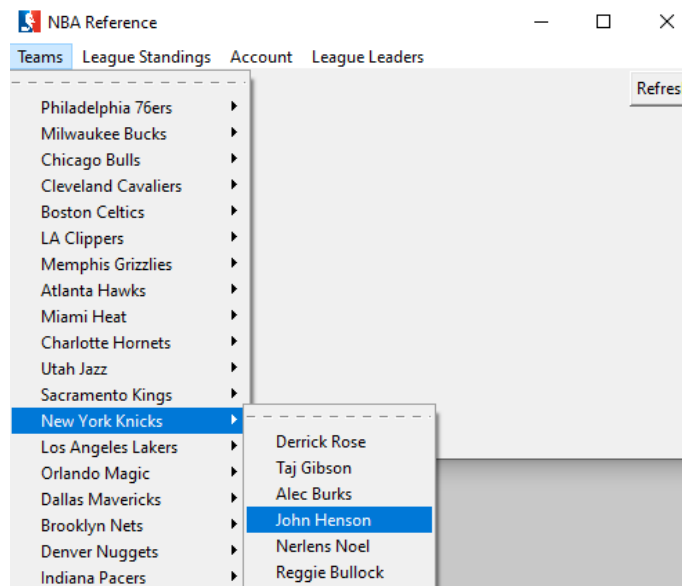 NBA Reference
Teams League Standings Account League Leaders
Refres
Philadelphia 76ers
Milwaukee Bucks
Chicago Bulls
Cleveland Cavaliers
Boston Celtics
LA Clippers
Memphis Grizzlies
Atlanta Hawks
Miami Heat
Charlotte Hornets
Utah Jazz
Sacramento Kings
New York Knicks
Los Angeles Lakers
Orlando Magic
Dallas Mavericks
Brooklyn Nets
Denver Nuggets
Indiana Pacers
Derrick Rose
Taj Gibson
Alec Burks
John Henson
Nerlens Noel
Reggie Bullock